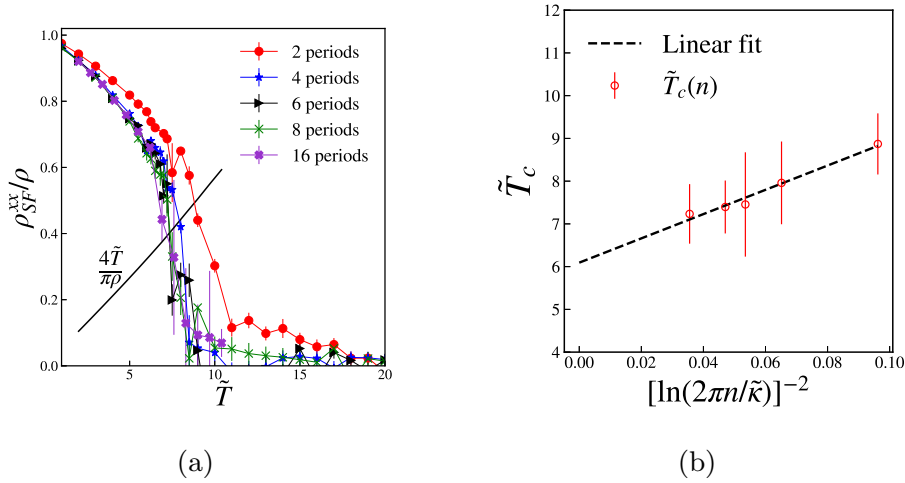 1.0
0.8
0.6
0.4
0.2
0.0
5
10
15
20
ρ_{SF}^{xx}/ρ
T̃
4T̃
πρ
2 periods
4 periods
6 periods
8 periods
16 periods
(a)
12
11
10
9
8
7
6
5
4
0.00
0.02
0.04
0.06
0.08
0.10
T̃_c
[ln(2πn/κ̃)]^{-2}
Linear fit
T̃_c(n)
(b)